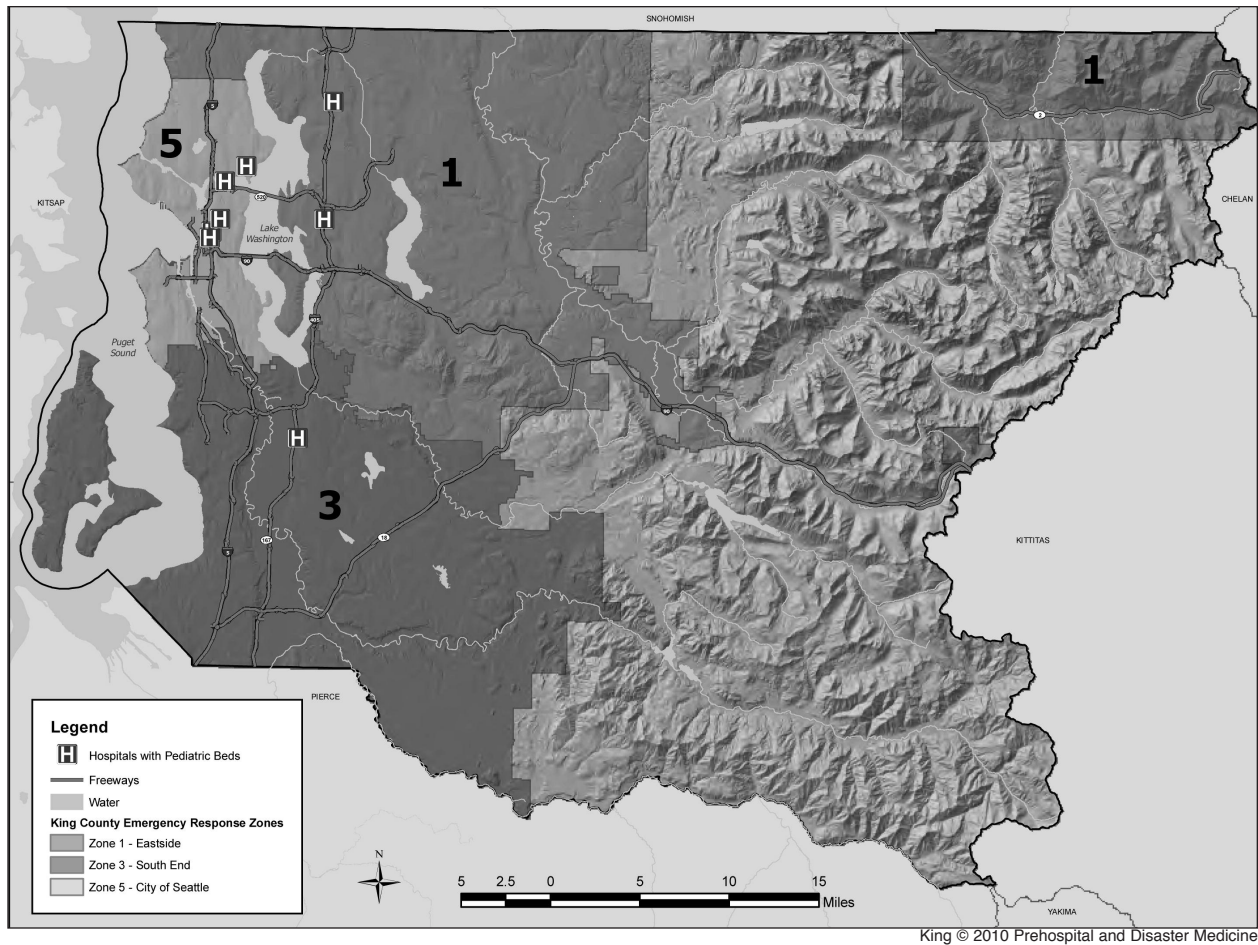 SNOHOMISH
1
5
H
2
5
H
1
H
KITSAP
520
CHELAN
H
H
Lake
Washington
H
90
405
Puget
Sound
90
H
3
18
KITTITAS
167
5
PIERCE
Legend
H Hospitals with Pediatric Beds
Freeways
Water
King County Emergency Response Zones
Zone 1 - Eastside
Zone 3 - South End
Zone 5 - City of Seattle
N
5 2.5 0 5 10 15
Miles
YAKIMA
King © 2010 Prehospital and Disaster Medicine